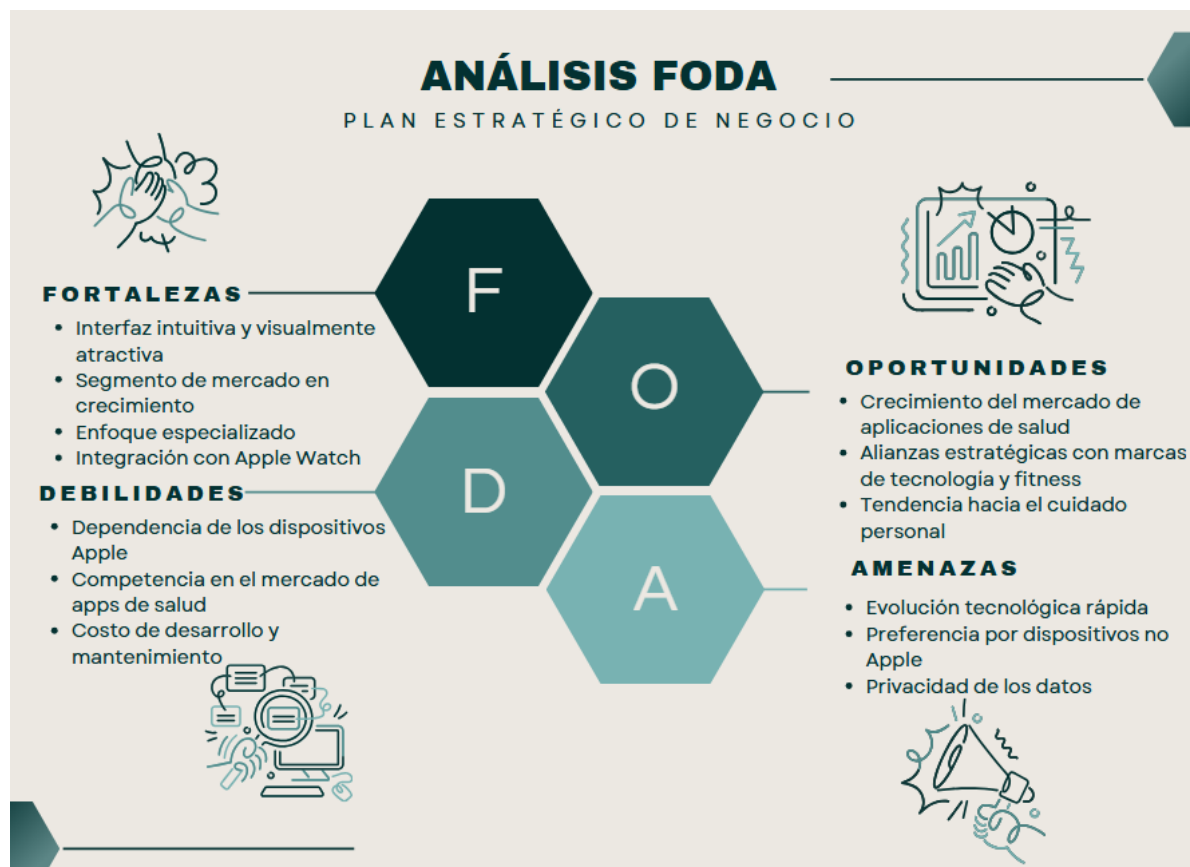 ANÁLISIS FODA
PLAN ESTRATÉGICO DE NEGOCIO
F
O
D
A
FORTALEZAS
• Interfaz intuitiva y visualmente
atractiva
• Segmento de mercado en
crecimiento
• Enfoque especializado
• Integración con Apple Watch
DEBILIDADES
• Dependencia de los dispositivos
Apple
• Competencia en el mercado de
apps de salud
• Costo de desarrollo y
mantenimiento
OPORTUNIDADES
• Crecimiento del mercado de
aplicaciones de salud
• Alianzas estratégicas con marcas
de tecnología y fitness
• Tendencia hacia el cuidado
personal
AMENAZAS
• Evolución tecnológica rápida
• Preferencia por dispositivos no
Apple
• Privacidad de los datos